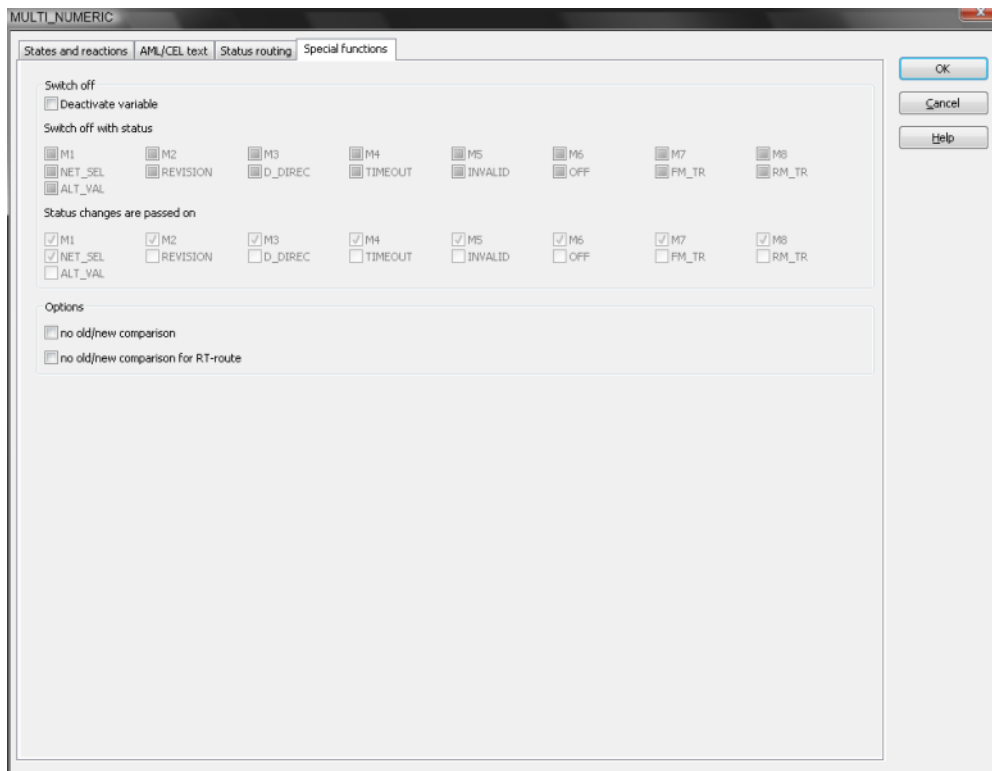 MULTI_NUMERIC
States and reactions AML/CEL text Status routing Special functions
OK
Cancel
Help
Switch off
Deactivate variable
Switch off with status
M1 M2 M3 M4 M5 M6 M7 M8
NET_SEL REVISION D_DIREC TIMEOUT INVALID OFF FM_TR RM_TR
ALT_VAL
Status changes are passed on
M1 M2 M3 M4 M5 M6 M7 M8
NET_SEL REVISION D_DIREC TIMEOUT INVALID OFF FM_TR RM_TR
ALT_VAL
Options
no old/new comparison
no old/new comparison for RT-route